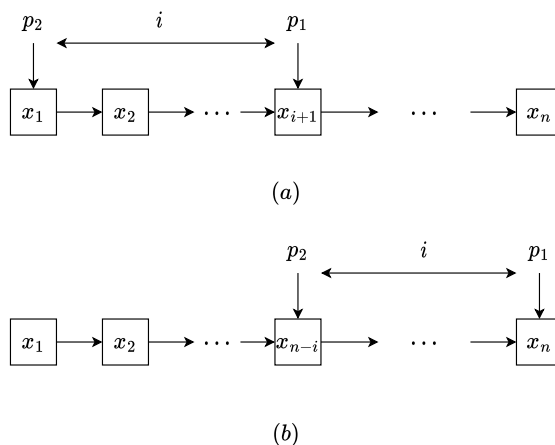 p₂ i p₁
x₁ x₂ ⋯ xᵢ₊₁ ⋯ xₙ
(a)
p₂ i p₁
x₁ x₂ ⋯ xₙ₋ᵢ ⋯ xₙ
(b)